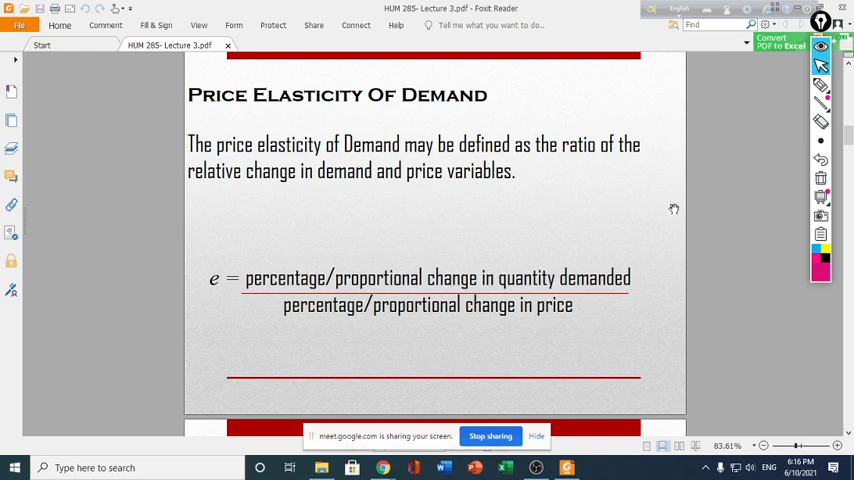 HUM 285- Lecture 3.pdf - Foxit Reader
English
File Home Comment Fill & Sign View Form Protect Share Connect Help Tell me what you want to do... Find
Start HUM 285- Lecture 3.pdf
Convert
PDF to Excel
PRICE ELASTICITY OF DEMAND
The price elasticity of Demand may be defined as the ratio of the
relative change in demand and price variables.
e = percentage/proportional change in quantity demanded
percentage/proportional change in price
meet.google.com is sharing your screen. Stop sharing Hide
83.61%
Type here to search
ENG
6:16 PM
6/10/2021